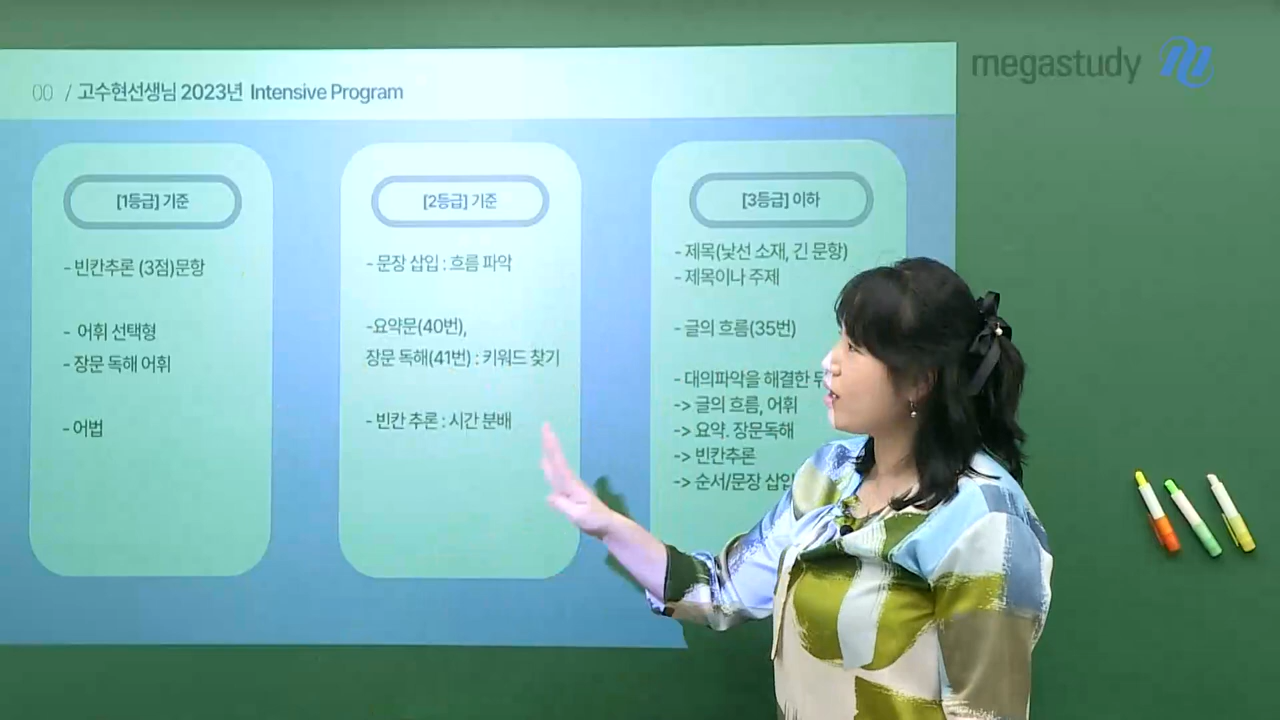 megastudy
00 / 고수현선생님 2023년 Intensive Program
[1등급] 기준
- 빈칸추론 (3점)문항
- 어휘 선택형
- 장문 독해 어휘
- 어법
[2등급] 기준
- 문장 삽입 : 흐름 파악
-요약문(40번),
장문 독해(41번) : 키워드 찾기
- 빈칸 추론 : 시간 분배
[3등급] 이하
- 제목(낯선 소재, 긴 문항)
- 제목이나 주제
- 글의 흐름(35번)
- 대의파악을 해결한
-> 글의 흐름, 어휘
-> 요약. 장문독해
-> 빈칸추론
-> 순서/문장 삽입